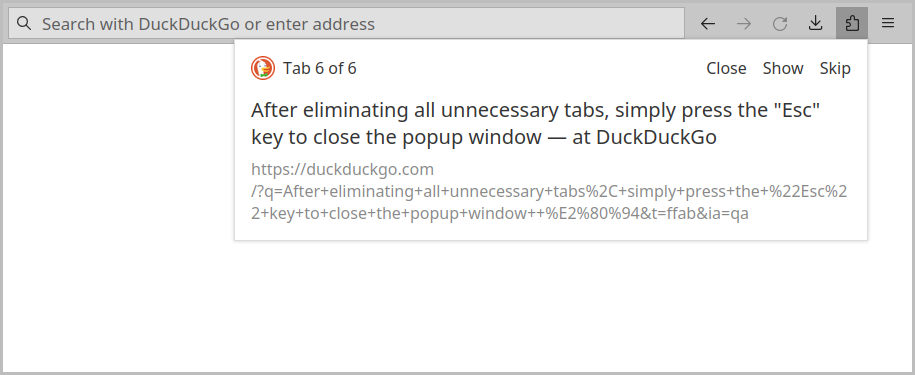 Search with DuckDuckGo or enter address
Tab 6 of 6
Close Show Skip
After eliminating all unnecessary tabs, simply press the "Esc"
key to close the popup window — at DuckDuckGo
https://duckduckgo.com
/?q=After+eliminating+all+unnecessary+tabs%2C+simply+press+the+%22Esc%2
2+key+to+close+the+popup+window++%E2%80%94&t=ffab&ia=qa